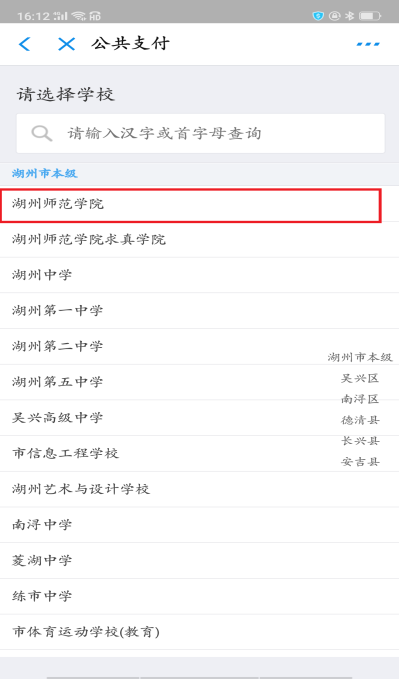 16:12
公共支付
请选择学校
请输入汉字或首字母查询
湖州市本级
湖州师范学院
湖州师范学院求真学院
湖州中学
湖州第一中学
湖州第二中学
湖州第五中学
吴兴高级中学
市信息工程学校
湖州艺术与设计学校
南浔中学
菱湖中学
练市中学
市体育运动学校(教育)
湖州市本级
吴兴区
南浔区
德清县
长兴县
安吉县